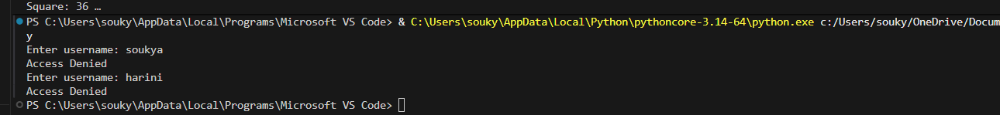 Square: 36 …
PS C:\Users\souky\AppData\Local\Programs\Microsoft VS Code> & C:\Users\souky\AppData\Local\Python\pythoncore-3.14-64\python.exe c:/Users/souky/OneDrive/Docum
y
Enter username: soukya
Access Denied
Enter username: harini
Access Denied
PS C:\Users\souky\AppData\Local\Programs\Microsoft VS Code>